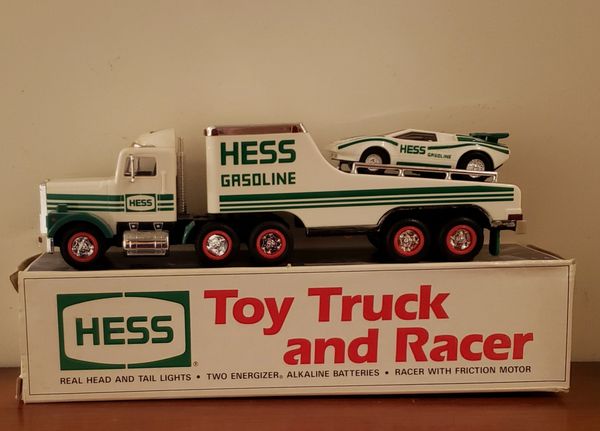 HESS
GASOLINE
HESS GASOLINE
HESS
HESS®
Toy Truck
and Racer
REAL HEAD AND TAIL LIGHTS • TWO ENERGIZER® ALKALINE BATTERIES • RACER WITH FRICTION MOTOR